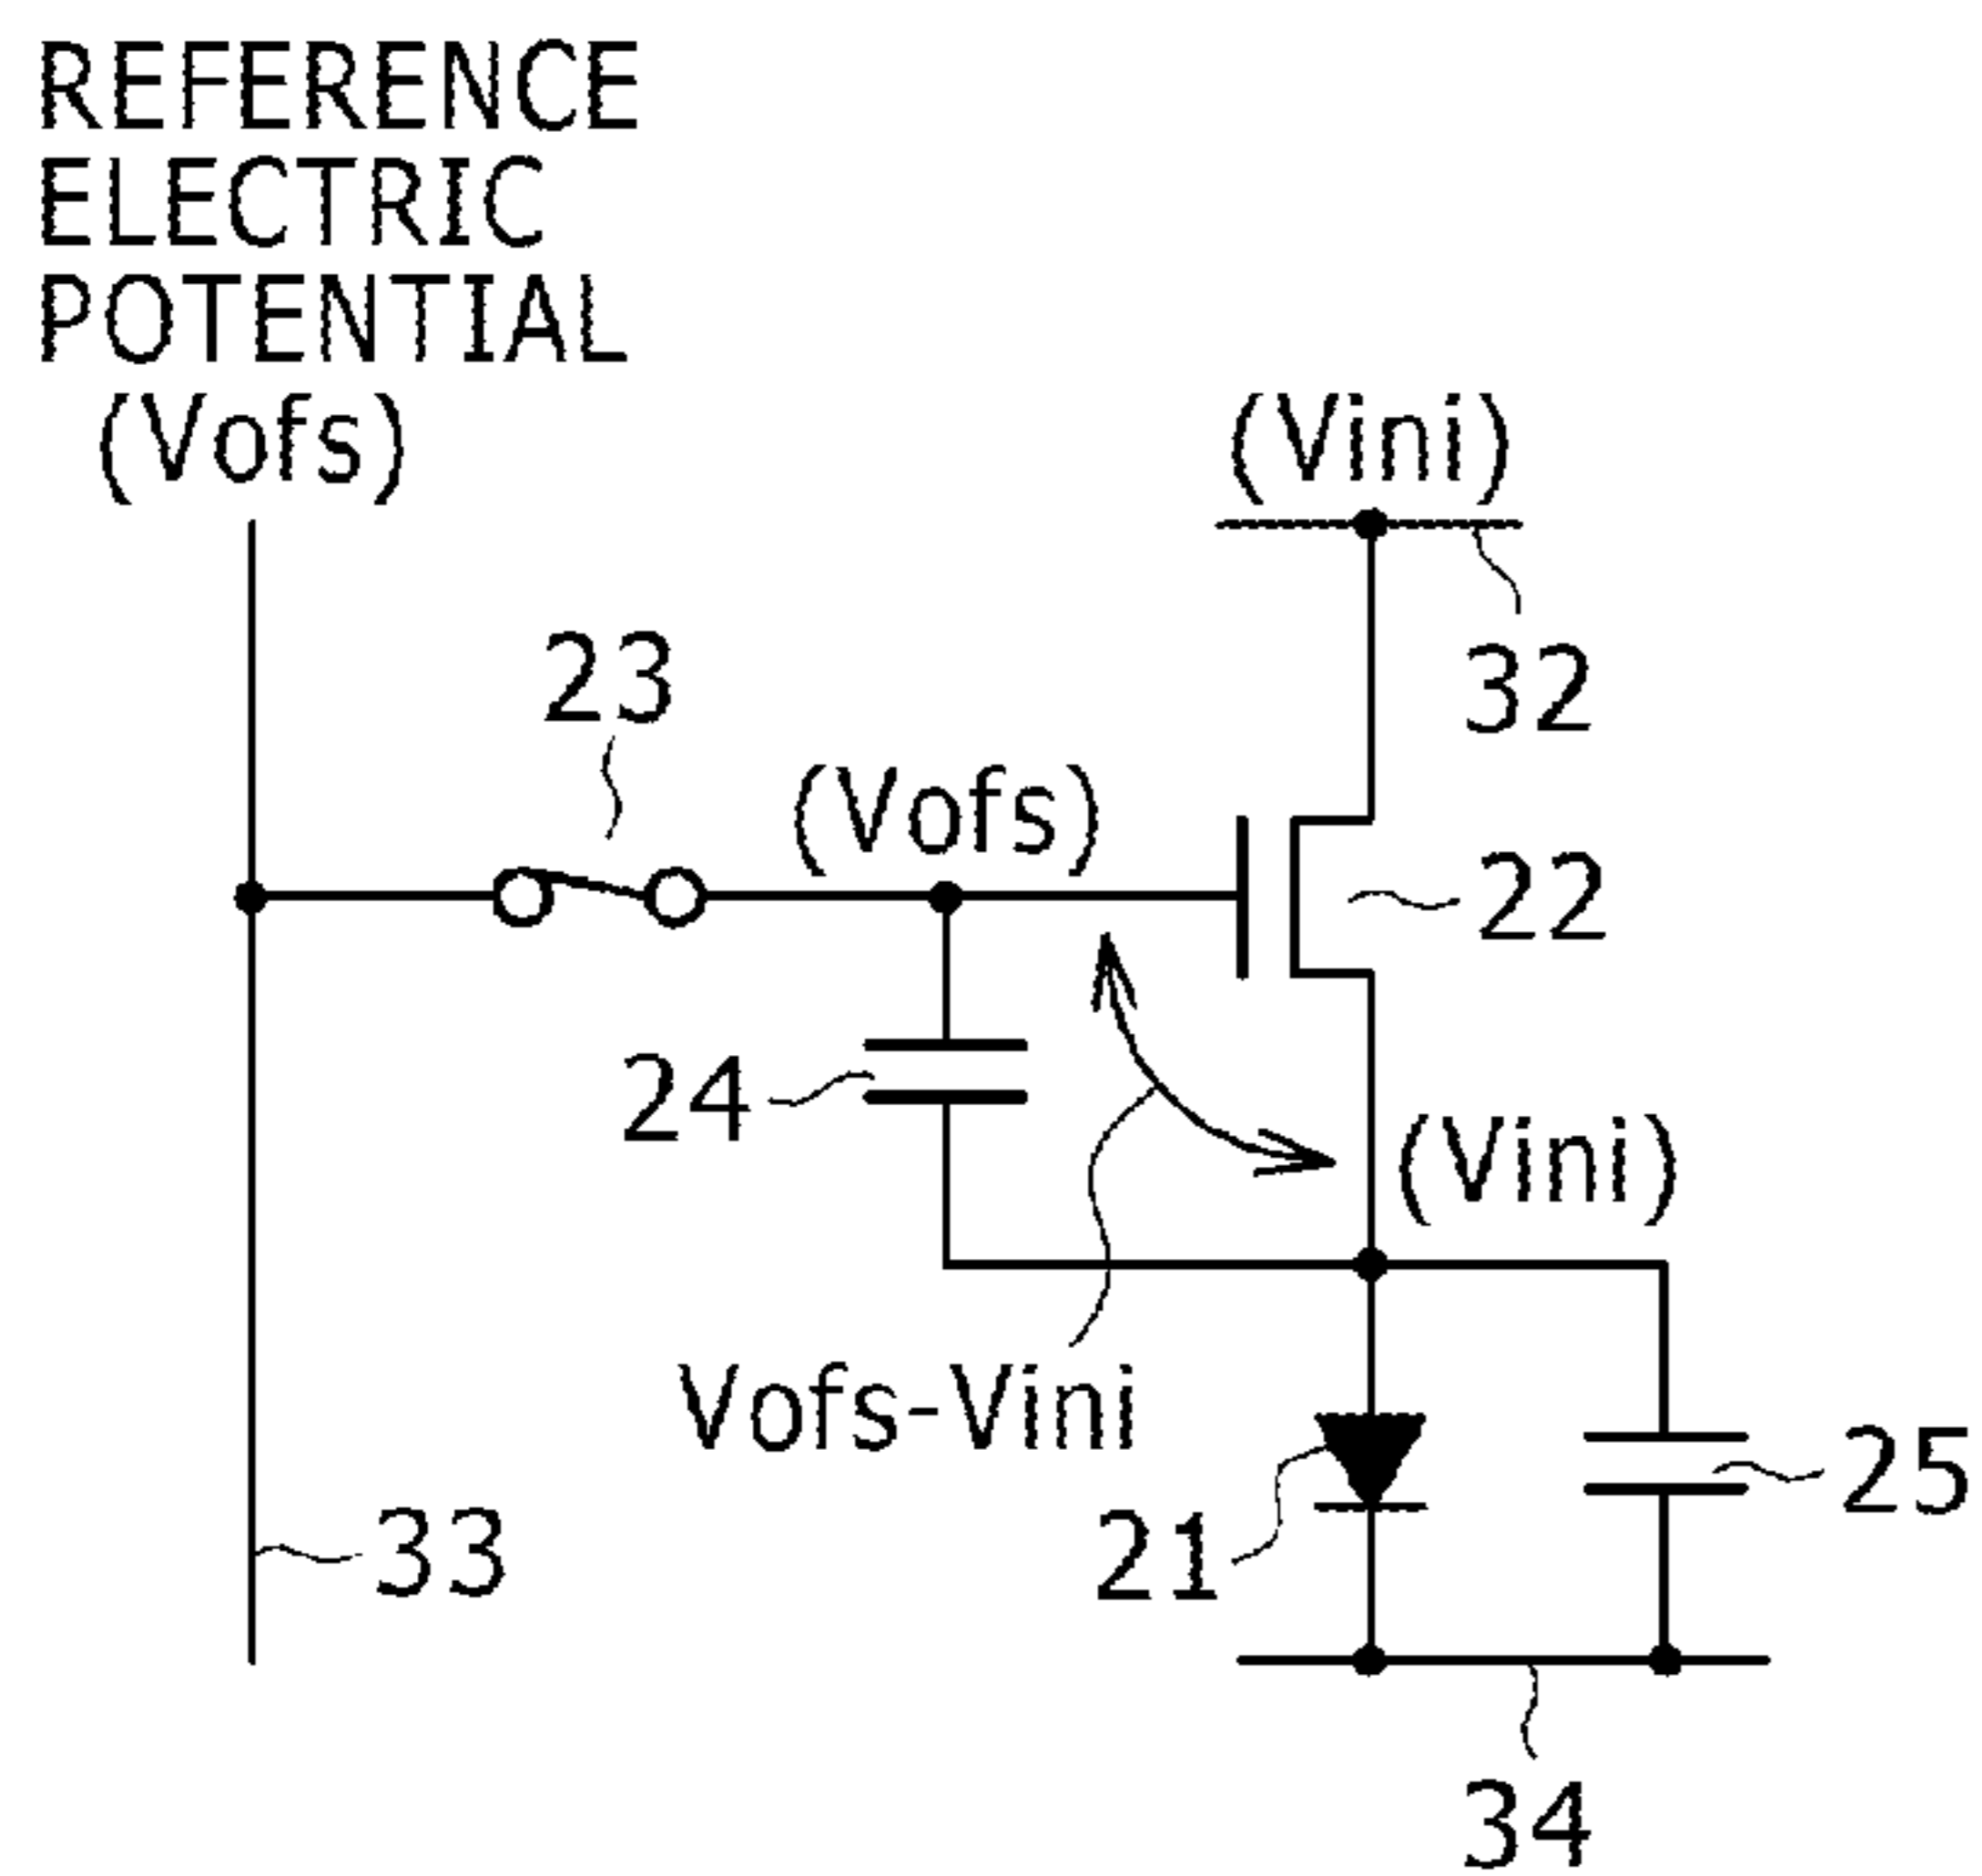 REFERENCE
ELECTRIC
POTENTIAL
(Vofs)
(Vini)
32
23
(Vofs)
22
24
(Vini)
Vofs-Vini
25
21
33
34